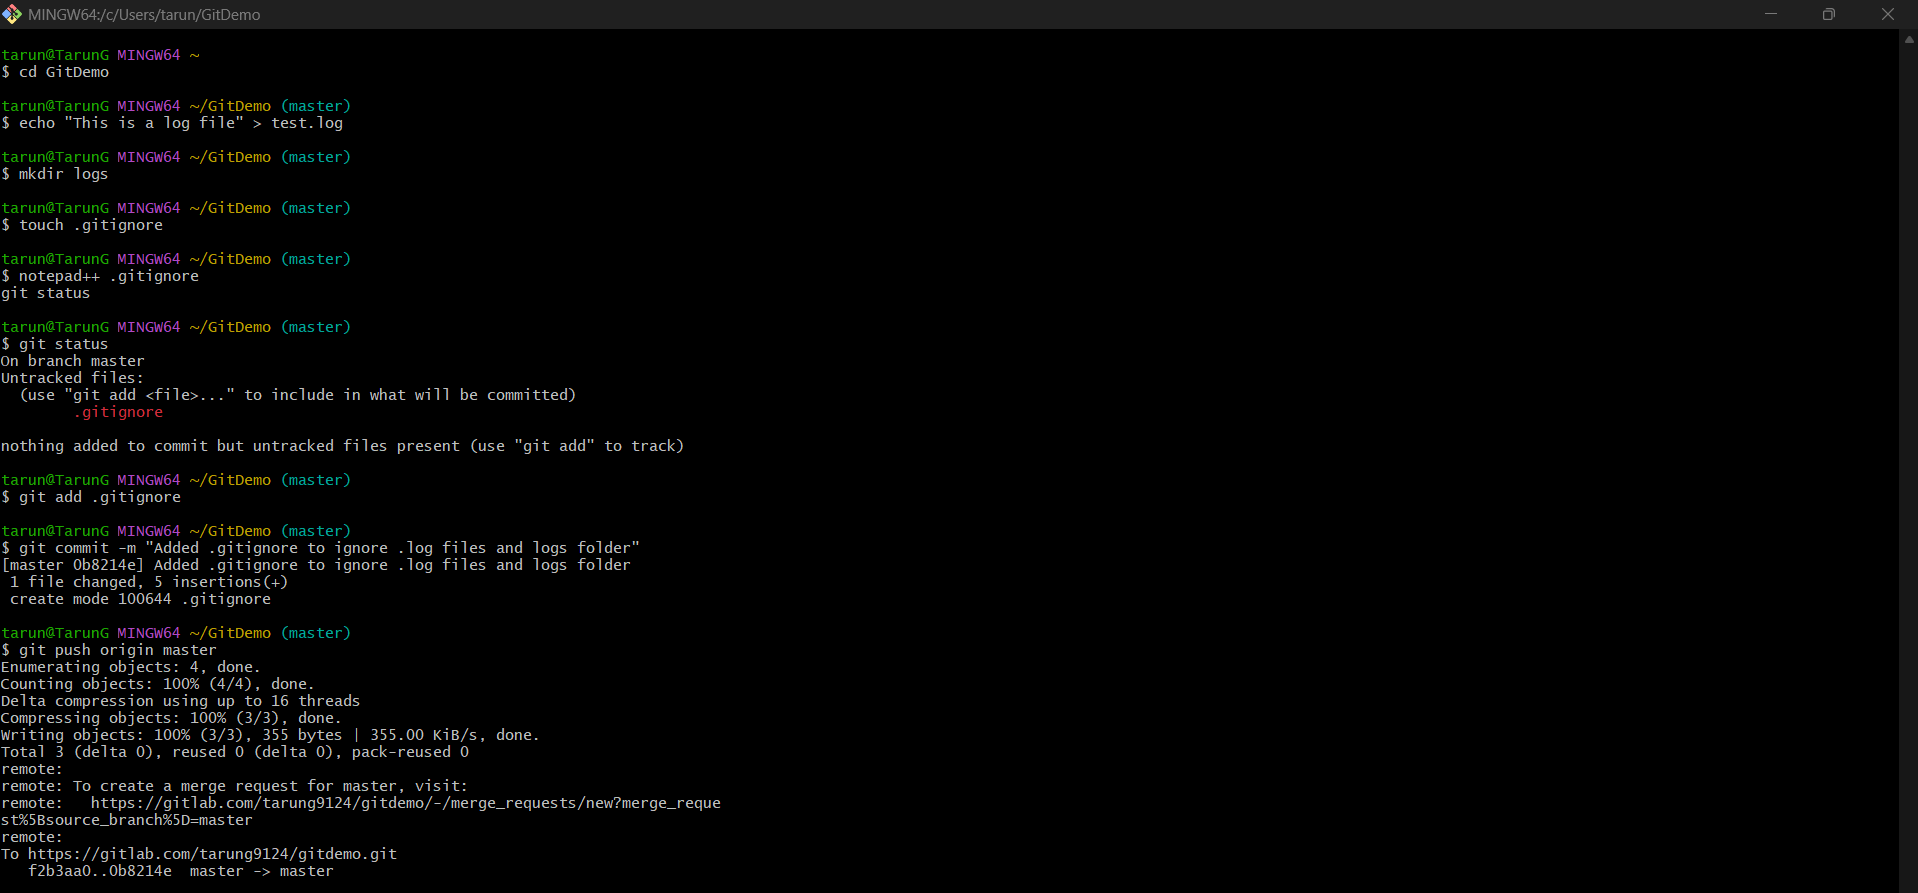 MINGW64:/c/Users/tarun/GitDemo
tarun@TarunG MINGW64 ~
$ cd GitDemo
tarun@TarunG MINGW64 ~/GitDemo (master)
$ echo "This is a log file" > test.log
tarun@TarunG MINGW64 ~/GitDemo (master)
$ mkdir logs
tarun@TarunG MINGW64 ~/GitDemo (master)
$ touch .gitignore
tarun@TarunG MINGW64 ~/GitDemo (master)
$ notepad++ .gitignore
git status
tarun@TarunG MINGW64 ~/GitDemo (master)
$ git status
On branch master
Untracked files:
  (use "git add <file>..." to include in what will be committed)
        .gitignore
nothing added to commit but untracked files present (use "git add" to track)
tarun@TarunG MINGW64 ~/GitDemo (master)
$ git add .gitignore
tarun@TarunG MINGW64 ~/GitDemo (master)
$ git commit -m "Added .gitignore to ignore .log files and logs folder"
[master 0b8214e] Added .gitignore to ignore .log files and logs folder
 1 file changed, 5 insertions(+)
 create mode 100644 .gitignore
tarun@TarunG MINGW64 ~/GitDemo (master)
$ git push origin master
Enumerating objects: 4, done.
Counting objects: 100% (4/4), done.
Delta compression using up to 16 threads
Compressing objects: 100% (3/3), done.
Writing objects: 100% (3/3), 355 bytes | 355.00 KiB/s, done.
Total 3 (delta 0), reused 0 (delta 0), pack-reused 0
remote:
remote: To create a merge request for master, visit:
remote:   https://gitlab.com/tarung9124/gitdemo/-/merge_requests/new?merge_reque
st%5Bsource_branch%5D=master
remote:
To https://gitlab.com/tarung9124/gitdemo.git
   f2b3aa0..0b8214e  master -> master